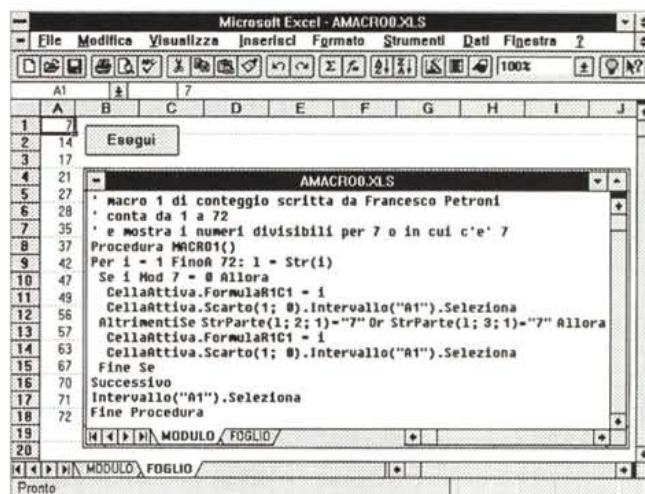 Microsoft Excel - AMACRO0.XLS
File Modifica Visualizza Inserisci Formato Strumenti Dati Finestra ?
100%
A1 7
A B C D E F G H I J
1 7
2 14
3 17
4 21
5 27
6 28
7 35
8 37
9 42
10 47
11 49
12 56
13 57
14 63
15 67
16 70
17 71
18 72
19
20
Esegui
AMACRO0.XLS
' macro 1 di conteggio scritta da Francesco Petroni
' conta da 1 a 72
' e mostra i numeri divisibili per 7 o in cui c'e' 7
Procedura MACRO1()
Per i = 1 FinoA 72: l = Str(i)
Se i Mod 7 = 0 Allora
CellaAttiva.FormulaR1C1 = i
CellaAttiva.Scarto(1; 0).Intervallo("A1").Seleziona
AltrimentiSe StrParte(l; 2; 1)="7" Or StrParte(l; 3; 1)="7" Allora
CellaAttiva.FormulaR1C1 = i
CellaAttiva.Scarto(1; 0).Intervallo("A1").Seleziona
Fine Se
Successivo
Intervallo("A1").Seleziona
Fine Procedura
MODULO FOGLIO
MODULO FOGLIO
Pronto